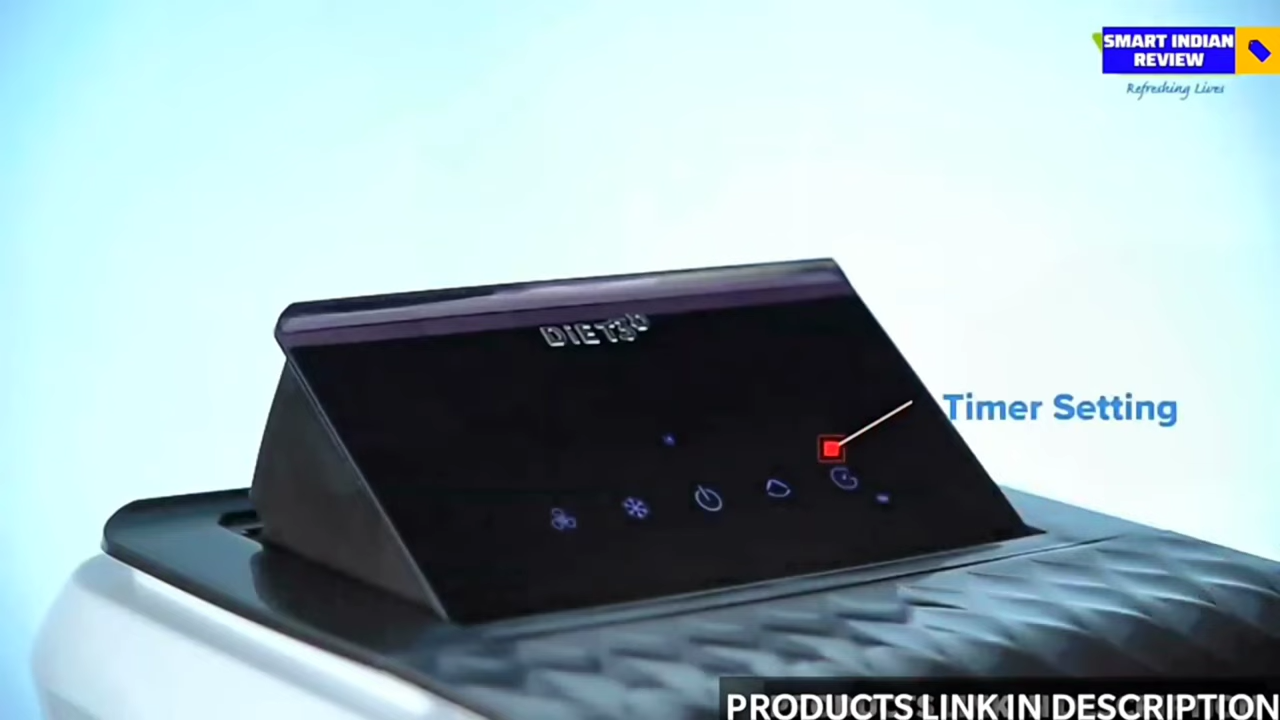 SMART INDIAN
REVIEW
Refreshing Lives
DiET3D
Timer Setting
PRODUCTS LINK IN DESCRIPTION